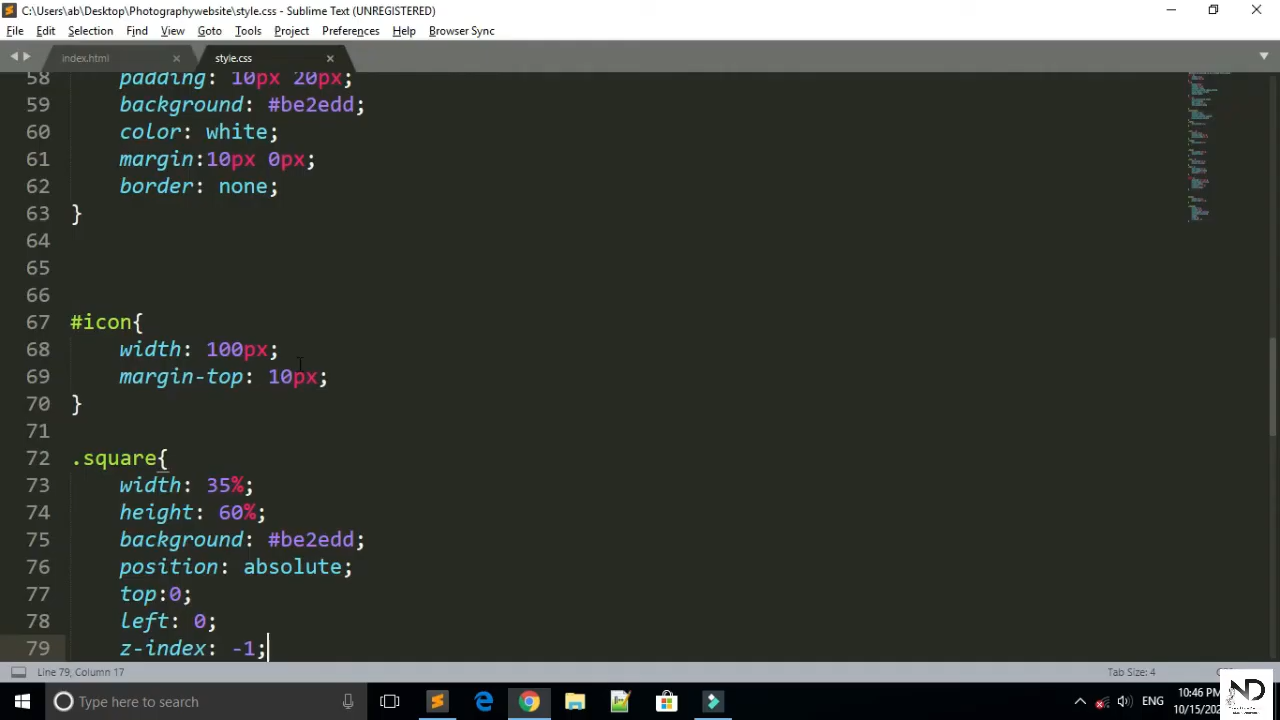 C:\Users\ab\Desktop\Photographywebsite\style.css - Sublime Text (UNREGISTERED)
File Edit Selection Find View Goto Tools Project Preferences Help Browser Sync
index.html style.css
58 padding: 10px 20px;
59 background: #be2edd;
60 color: white;
61 margin:10px 0px;
62 border: none;
63 }
64
65
66
67 #icon{
68 width: 100px;
69 margin-top: 10px;
70 }
71
72 .square{
73 width: 35%;
74 height: 60%;
75 background: #be2edd;
76 position: absolute;
77 top:0;
78 left: 0;
79 z-index: -1;
Line 79, Column 17 Tab Size: 4
Type here to search ENG 10:46 PM
10/15/20
ND